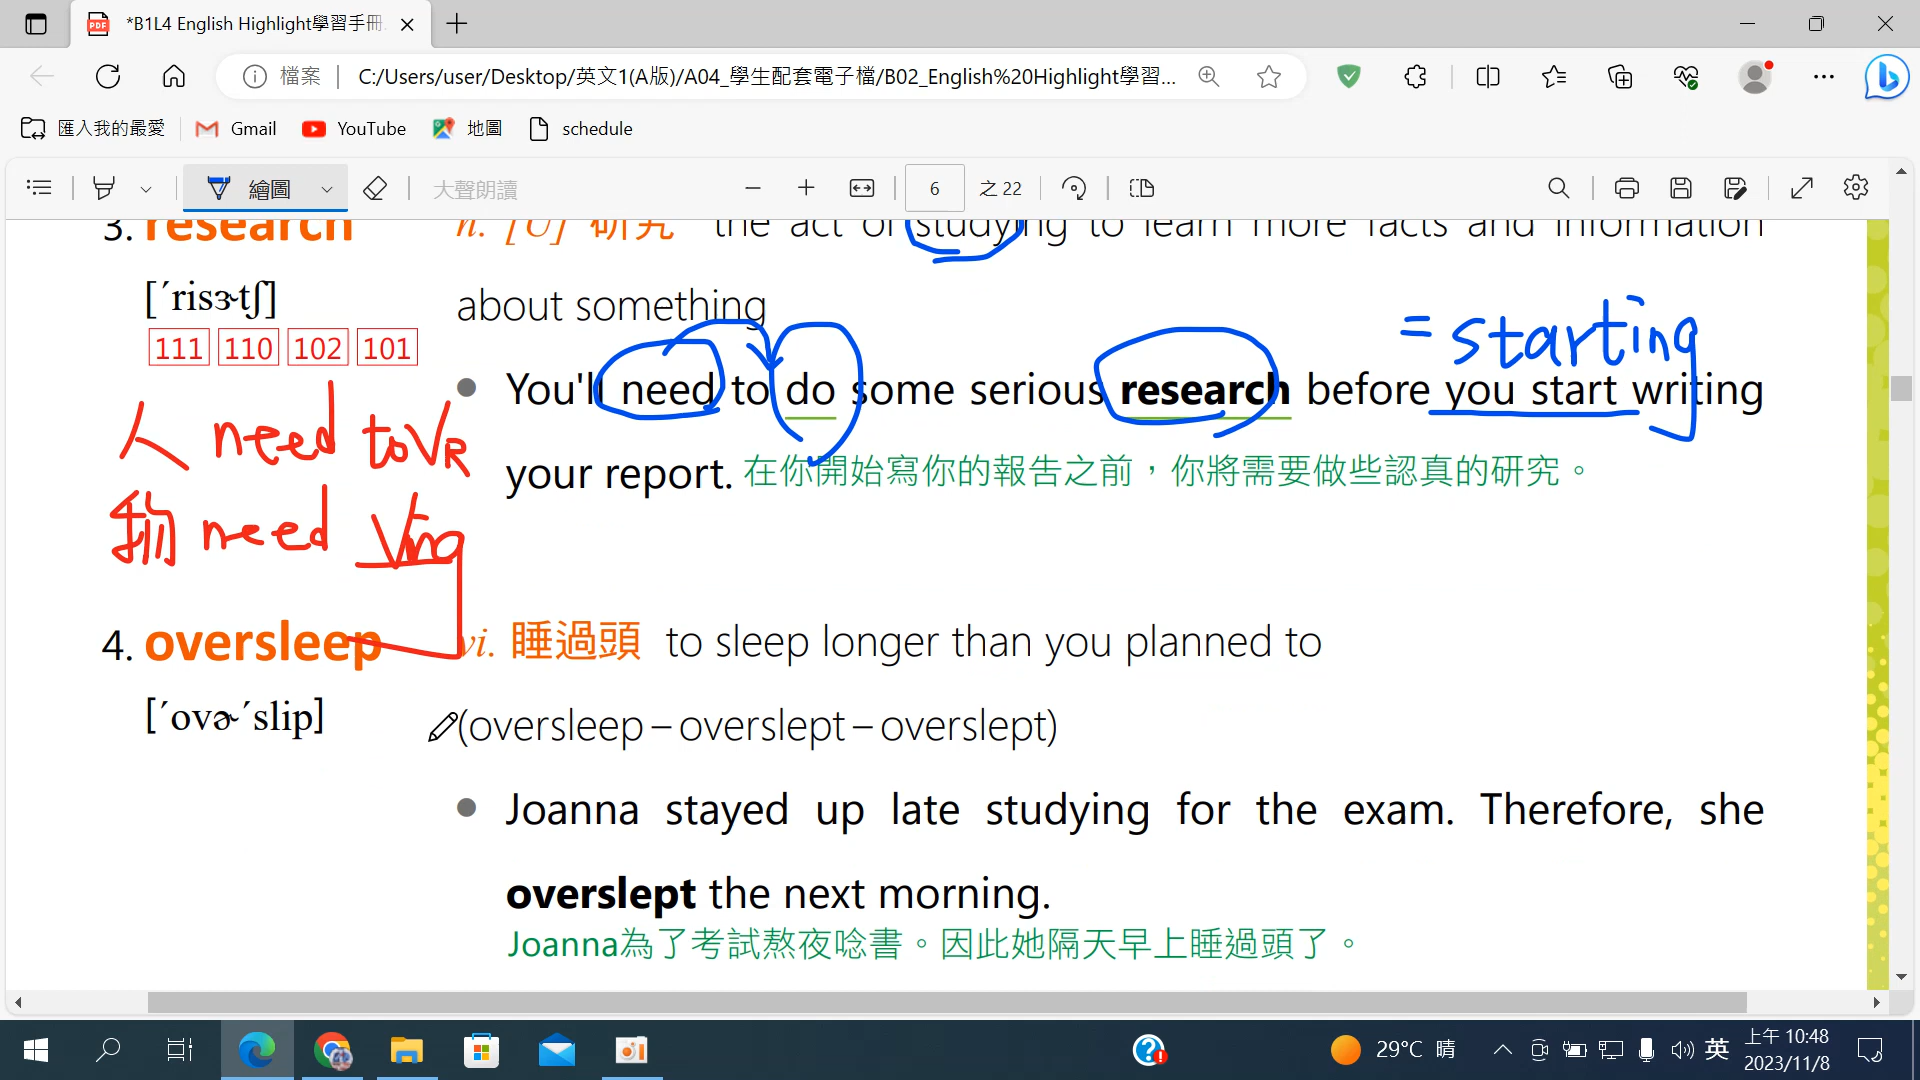 *B1L4 English Highlight學習手冊
檔案 C:/Users/user/Desktop/英文1(A版)/A04_學生配套電子檔/B02_English%20Highlight學習...
匯入我的最愛 Gmail YouTube 地圖 schedule
繪圖 大聲朗讀 6 之 22
3. research n. [U] 研究 the act of studying to learn more facts and information
[ˊrisɝtʃ] about something
= starting
111 110 102 101
You'll need to do some serious research before you start writing
人 need to VR
your report. 在你開始寫你的報告之前，你將需要做些認真的研究。
物 need Ving
4. oversleep vi. 睡過頭 to sleep longer than you planned to
[ˊovɚˊslip] (oversleep – overslept – overslept)
Joanna stayed up late studying for the exam. Therefore, she
overslept the next morning.
Joanna為了考試熬夜唸書。因此她隔天早上睡過頭了。
29°C 晴 英 上午 10:48
2023/11/8